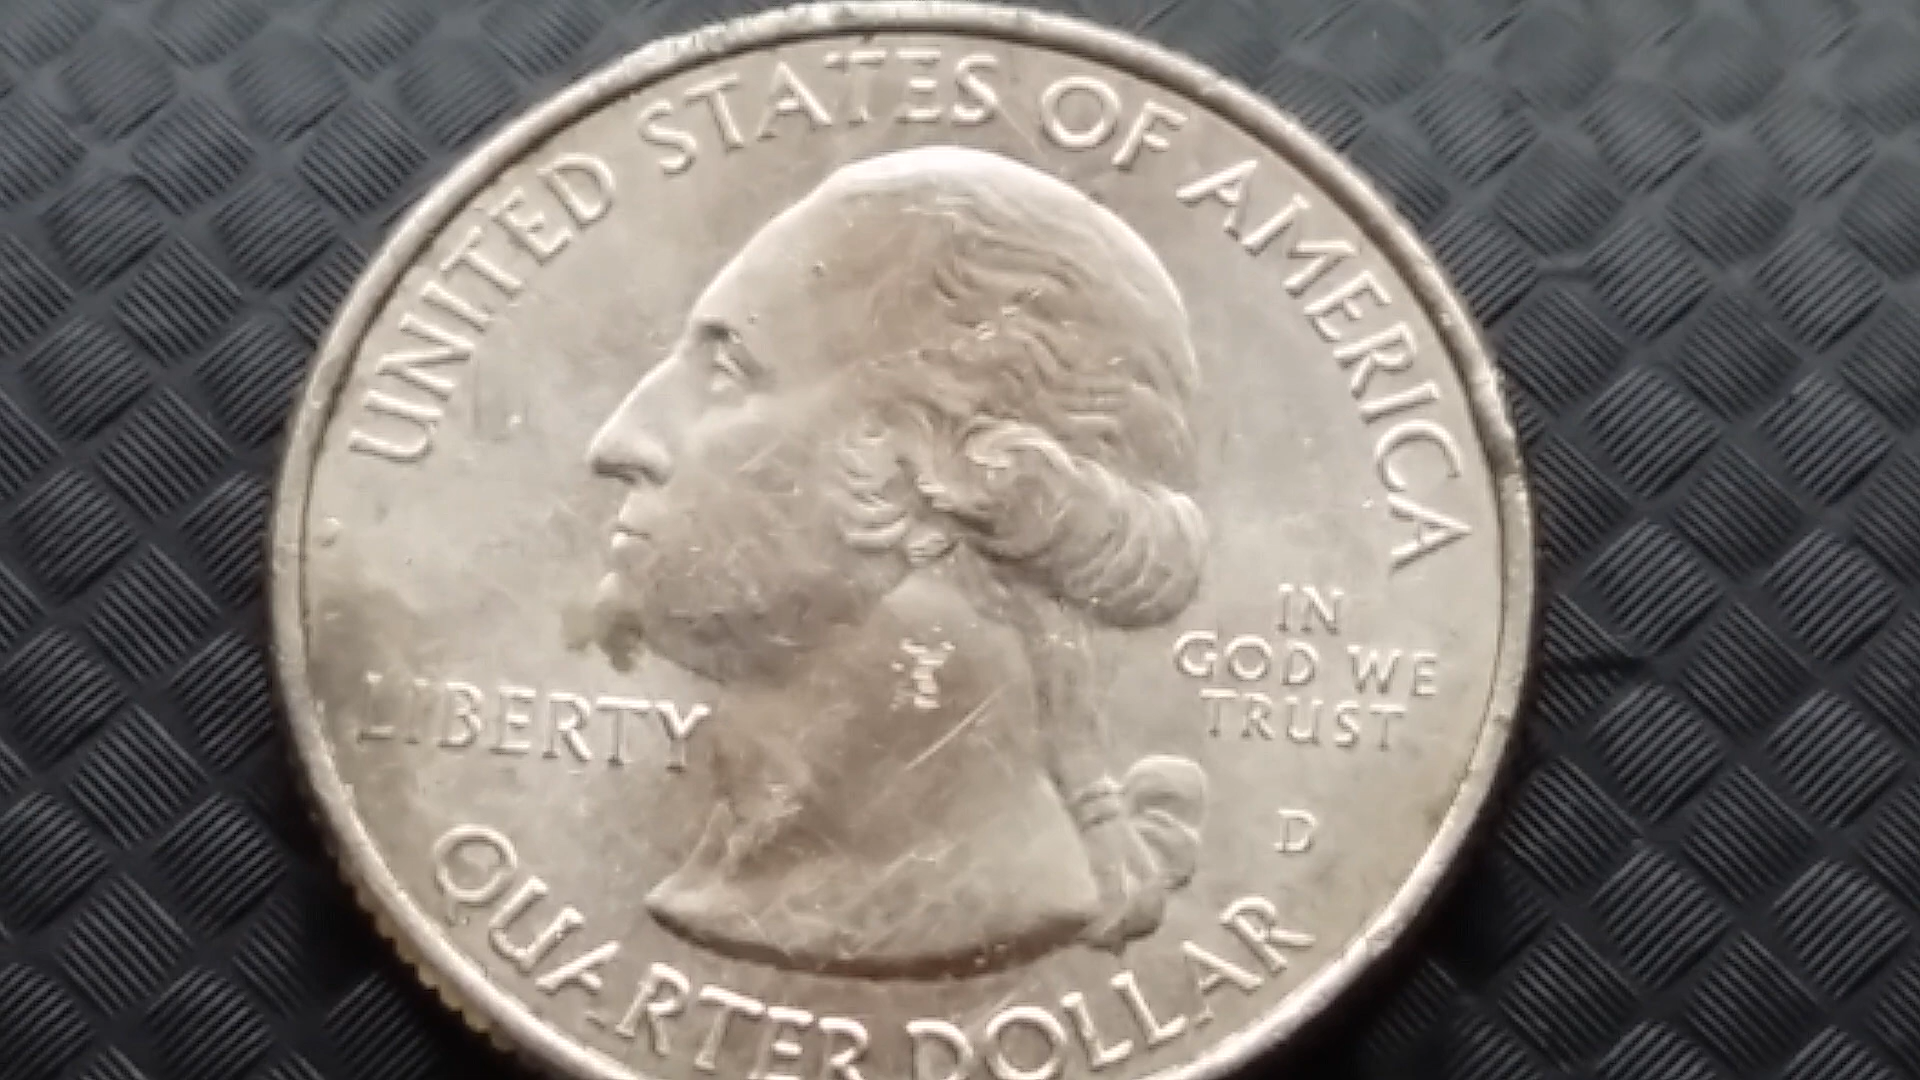 UNITED STATES OF AMERICA
LIBERTY
IN
GOD WE
TRUST
D
QUARTER DOLLAR